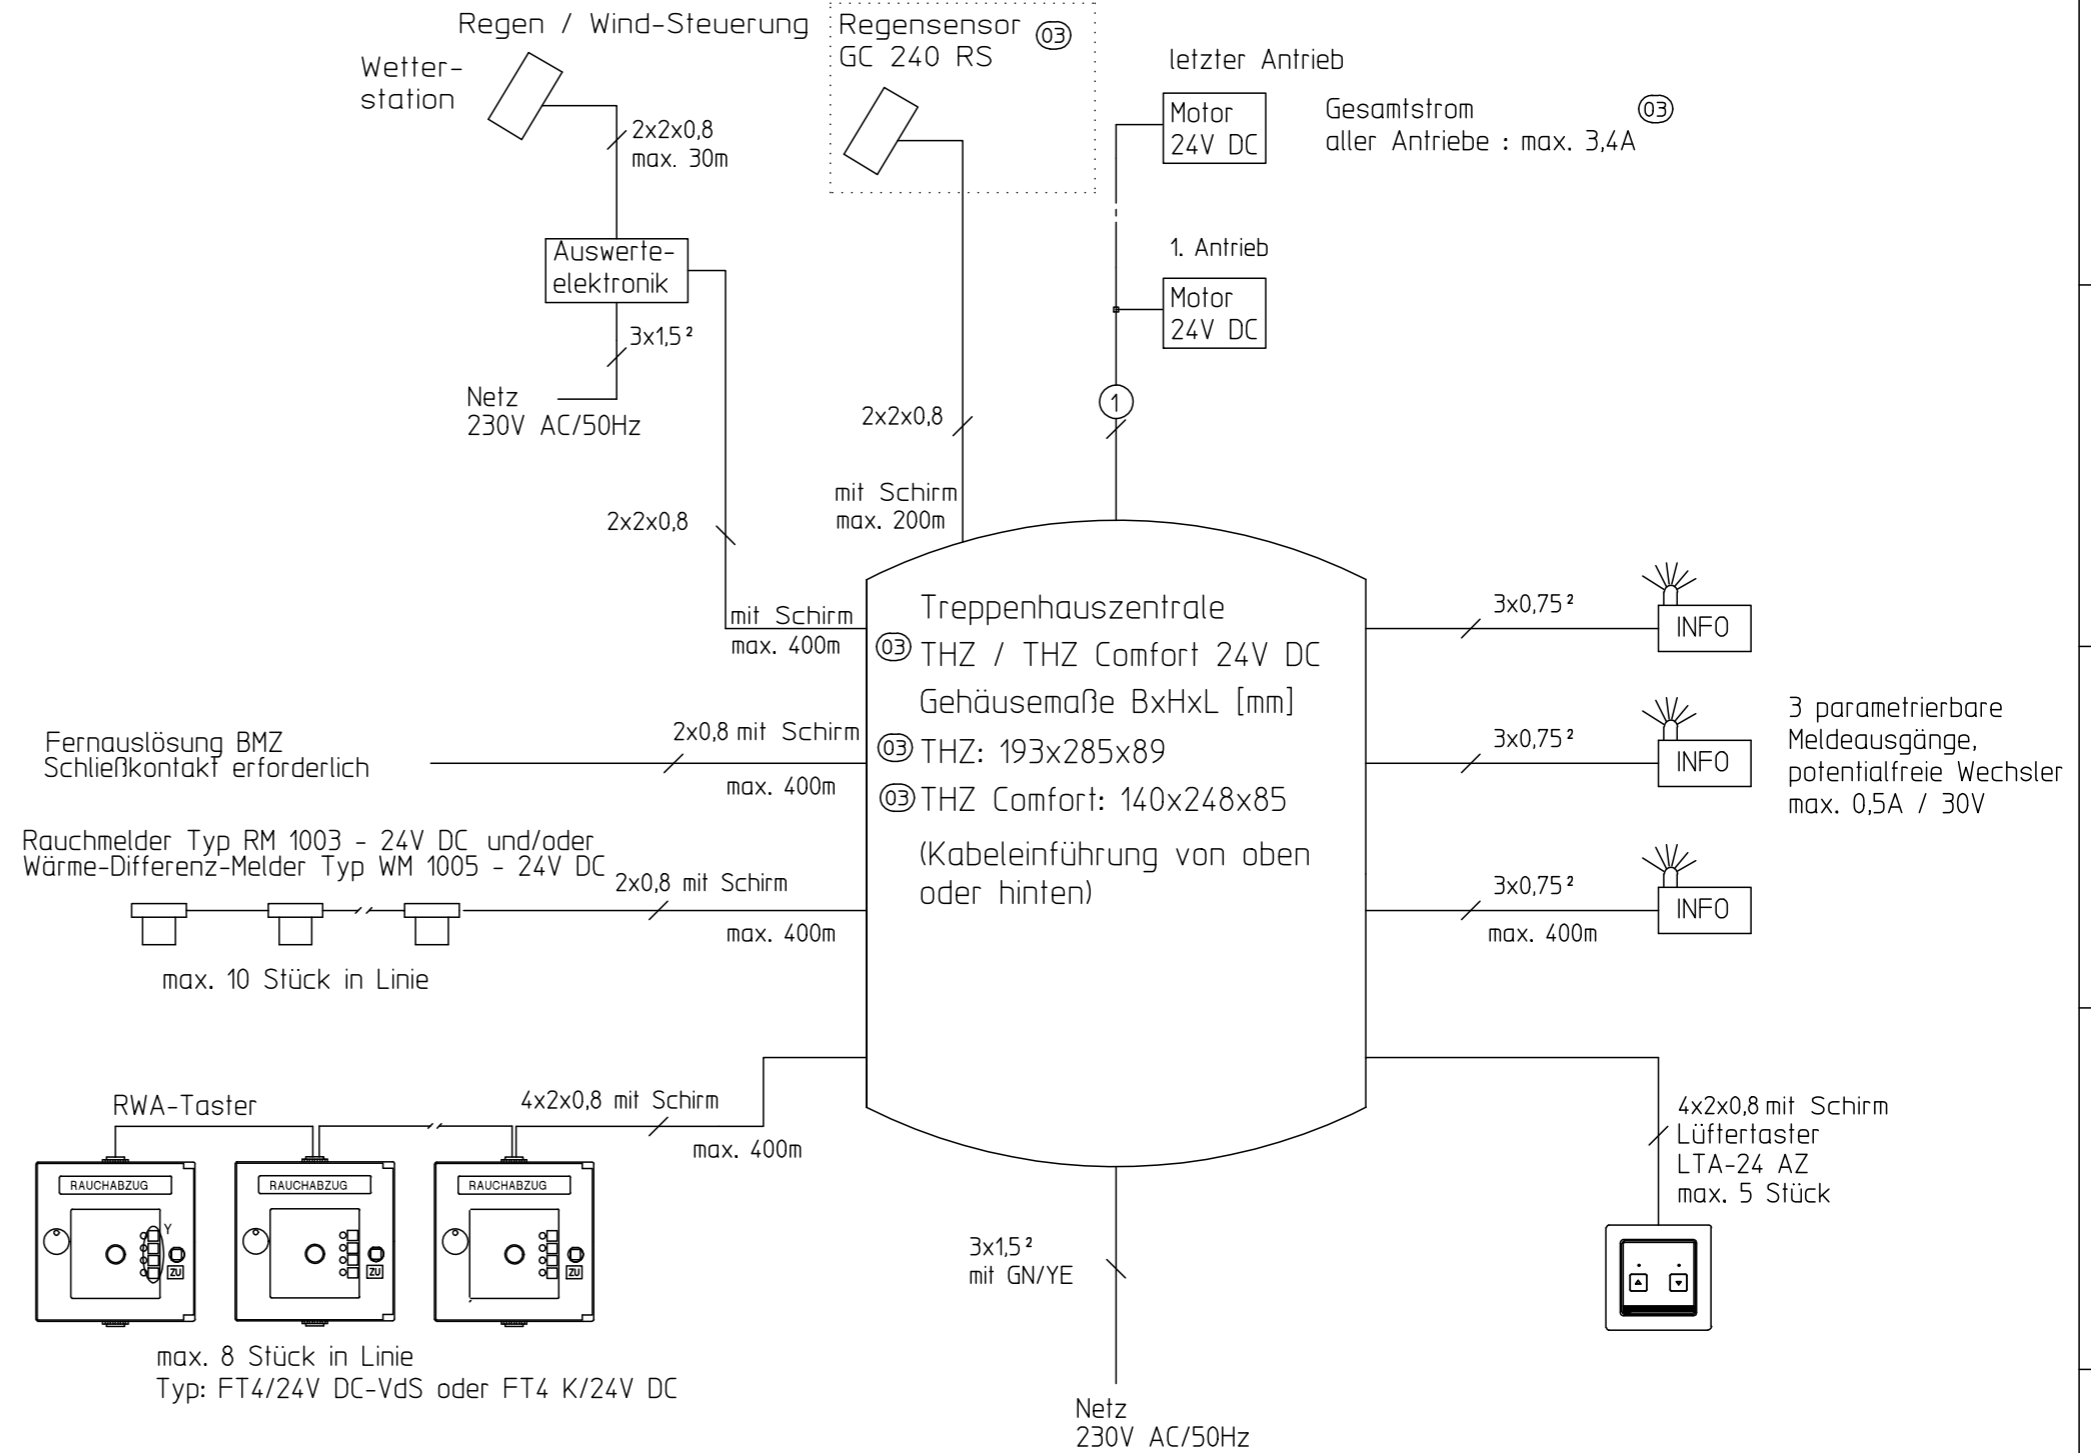 Regen / Wind-Steuerung
Wetter-
station
2x2x0,8
max. 30m
Auswerte-
elektronik
3x1,5²
Netz
230V AC/50Hz
2x2x0,8
mit Schirm
max. 400m
Regensensor 03
GC 240 RS
2x2x0,8
mit Schirm
max. 200m
letzter Antrieb
Motor
24V DC
Gesamtstrom 03
aller Antriebe : max. 3,4A
1. Antrieb
Motor
24V DC
1
Treppenhauszentrale
03 THZ / THZ Comfort 24V DC
Gehäusemaße BxHxL [mm]
03 THZ: 193x285x89
03 THZ Comfort: 140x248x85
(Kabeleinführung von oben
oder hinten)
Fernauslösung BMZ
Schließkontakt erforderlich
2x0,8 mit Schirm
max. 400m
Rauchmelder Typ RM 1003 - 24V DC und/oder
Wärme-Differenz-Melder Typ WM 1005 - 24V DC
2x0,8 mit Schirm
max. 400m
max. 10 Stück in Linie
RWA-Taster
4x2x0,8 mit Schirm
max. 400m
RAUCHABZUG
Y
ZU
RAUCHABZUG
ZU
RAUCHABZUG
ZU
max. 8 Stück in Linie
Typ: FT4/24V DC-VdS oder FT4 K/24V DC
3x0,75²
INFO
3x0,75²
INFO
3x0,75²
max. 400m
INFO
3 parametrierbare
Meldeausgänge,
potentialfreie Wechsler
max. 0,5A / 30V
4x2x0,8 mit Schirm
Lüftertaster
LTA-24 AZ
max. 5 Stück
3x1,5²
mit GN/YE
Netz
230V AC/50Hz